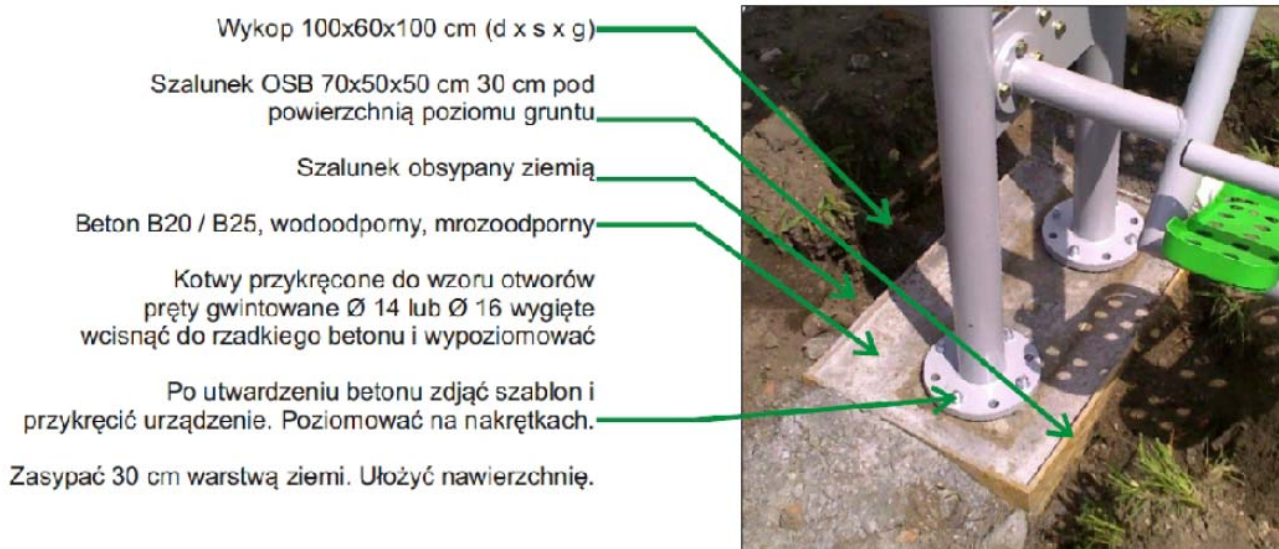 Wykop 100x60x100 cm (d x s x g)
Szalunek OSB 70x50x50 cm 30 cm pod
powierzchnią poziomu gruntu
Szalunek obsypany ziemią
Beton B20 / B25, wodoodporny, mrozoodporny
Kotwy przykręcone do wzoru otworów
pręty gwintowane Ø 14 lub Ø 16 wygięte
wcisnąć do rzadkiego betonu i wypoziomować
Po utwardzeniu betonu zdjąć szablon i
przykręcić urządzenie. Poziomować na nakrętkach.
Zasypać 30 cm warstwą ziemi. Ułożyć nawierzchnię.